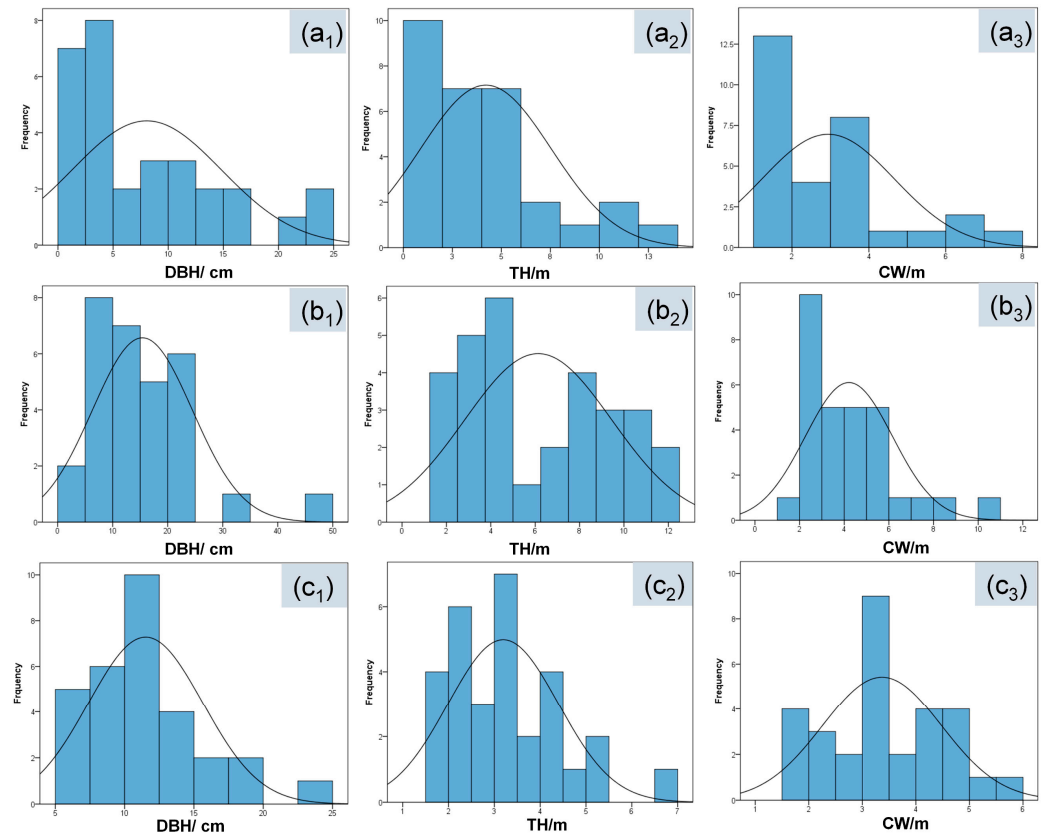 (a1)
Frequency
8
6
4
2
0
0 5 10 15 20 25
DBH/ cm
(a2)
Frequency
10
8
6
4
2
0
0 3 5 8 10 13
TH/m
(a3)
Frequency
12.5
10.0
7.5
5.0
2.5
0.0
2 4 6 8
CW/m
(b1)
Frequency
8
6
4
2
0
0 10 20 30 40 50
DBH/ cm
(b2)
Frequency
6
5
4
3
2
1
0
0 2 4 6 8 10 12
TH/m
(b3)
Frequency
10
8
6
4
2
0
0 2 4 6 8 10 12
CW/m
(c1)
Frquency
10
8
6
4
2
0
5 10 15 20 25
DBH/ cm
(c2)
Frquency
6
4
2
0
1 2 3 4 5 6 7
TH/m
(c3)
Frquency
10
8
6
4
2
0
1 2 3 4 5 6
CW/m